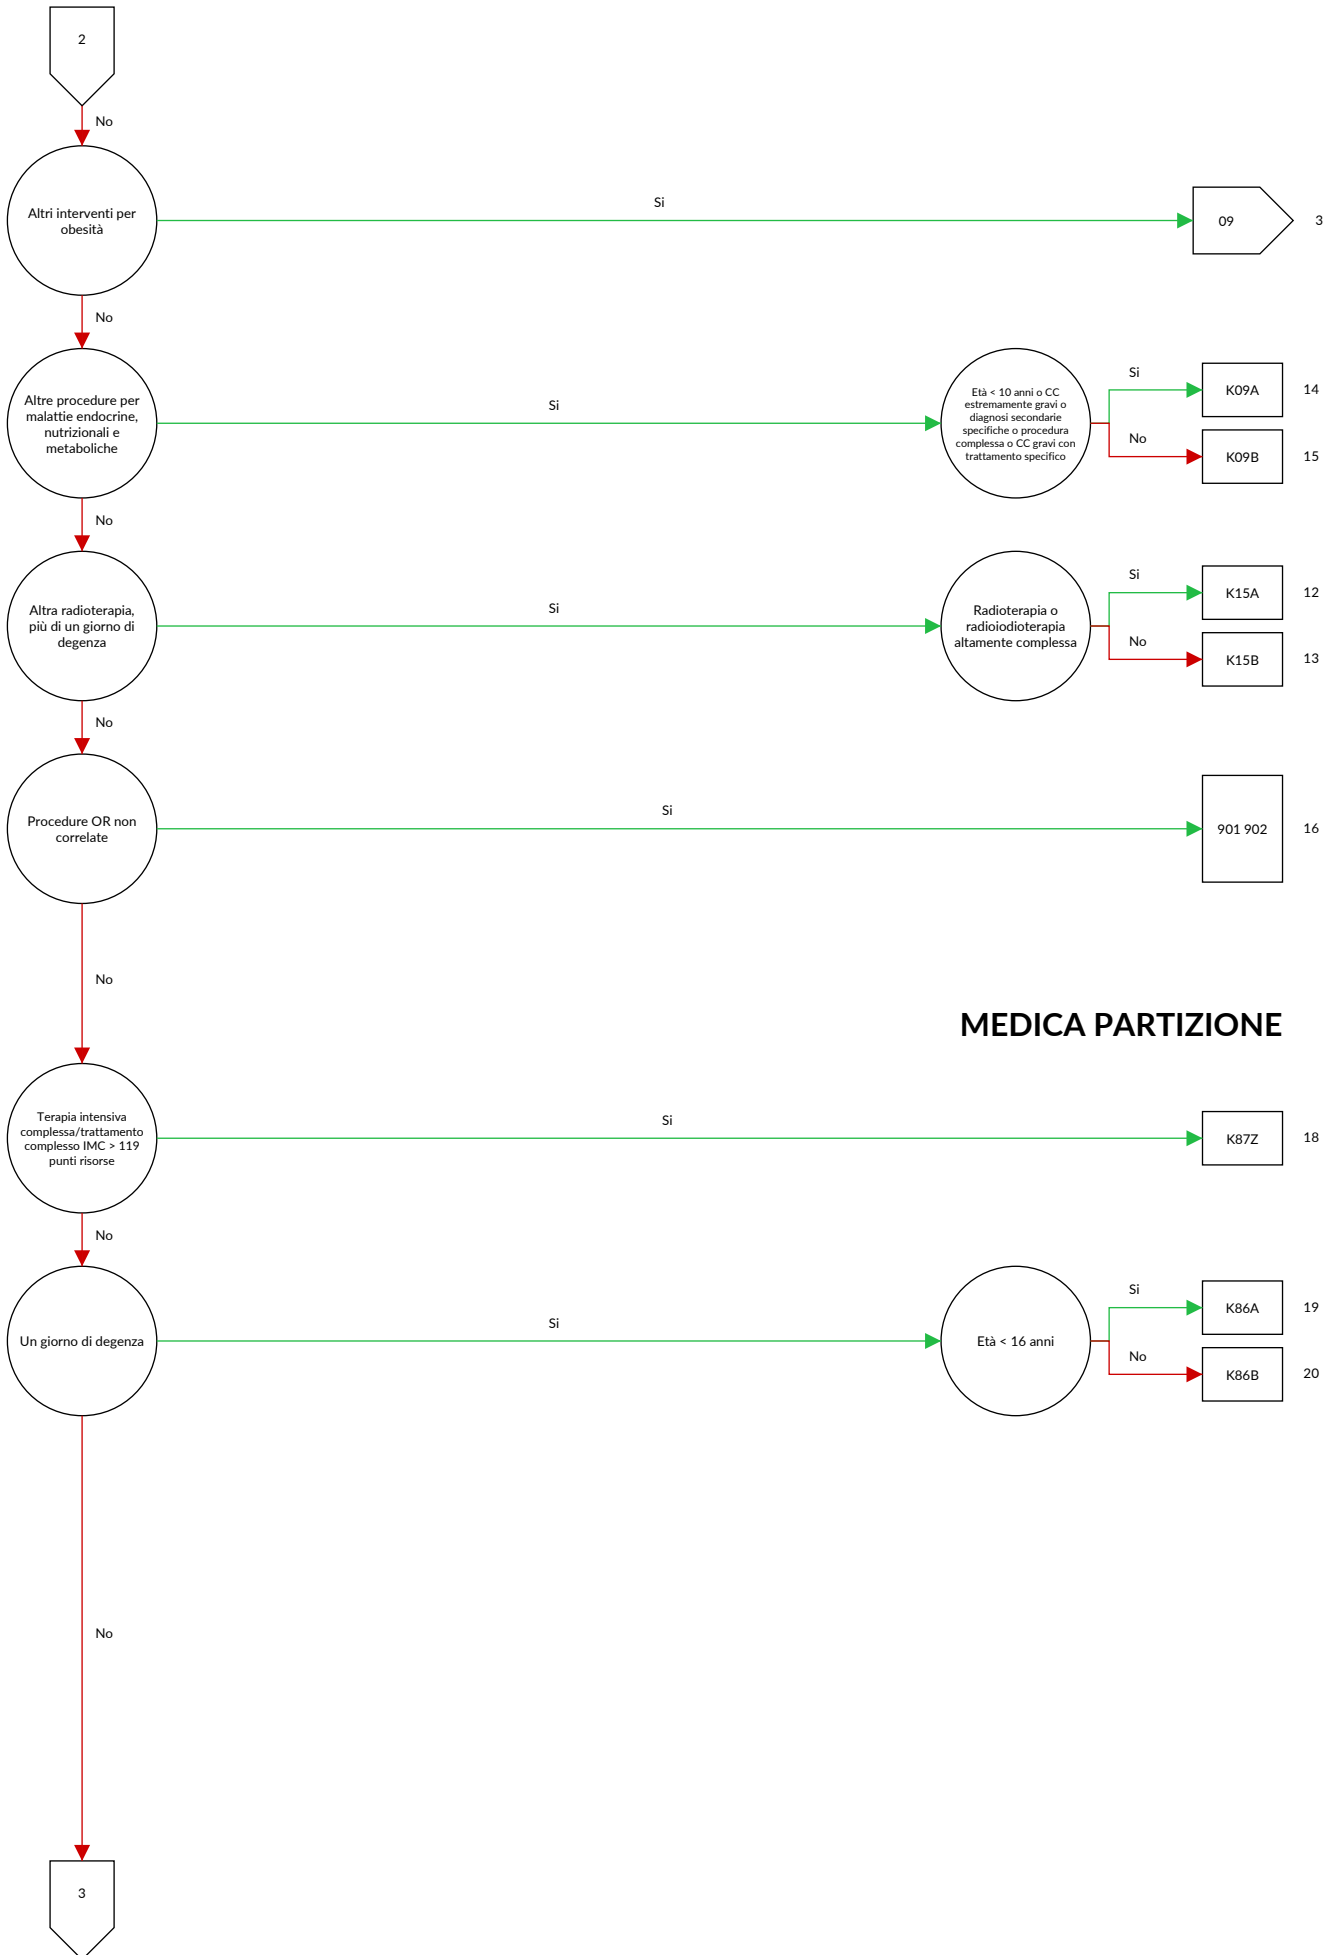 2
No
Altri interventi per
obesità
Si
09
3
No
Altre procedure per
malattie endocrine,
nutrizionali e
metaboliche
Si
Età < 10 anni o CC
estremamente gravi o
diagnosi secondarie
specifiche o procedura
complessa o CC gravi con
trattamento specifico
Si
K09A
14
No
K09B
15
No
Altra radioterapia,
più di un giorno di
degenza
Si
Radioterapia o
radioiodioterapia
altamente complessa
Si
K15A
12
No
K15B
13
No
Procedure OR non
correlate
Si
901 902
16
No
MEDICA PARTIZIONE
Terapia intensiva
complessa/trattamento
complesso IMC > 119
punti risorse
Si
K87Z
18
No
Un giorno di degenza
Si
Età < 16 anni
Si
K86A
19
No
K86B
20
No
3